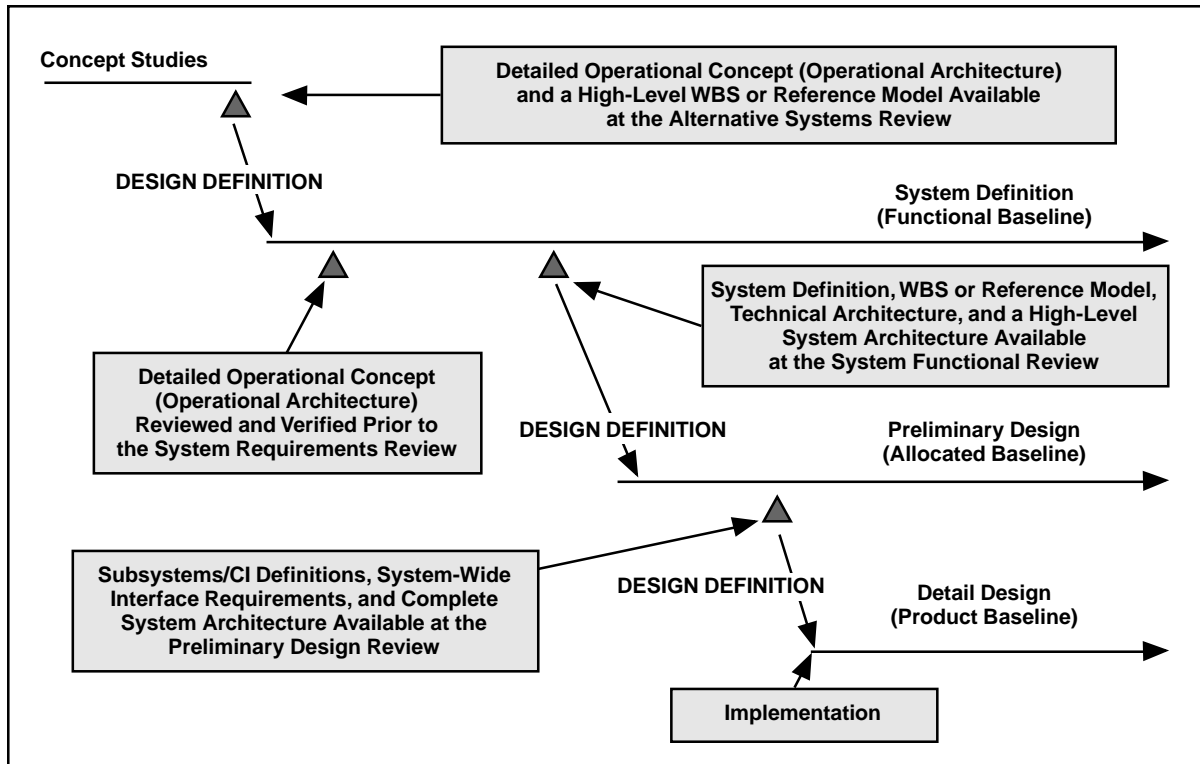 Concept Studies
Detailed Operational Concept (Operational Architecture)
and a High-Level WBS or Reference Model Available
at the Alternative Systems Review
DESIGN DEFINITION
System Definition
(Functional Baseline)
System Definition, WBS or Reference Model,
Technical Architecture, and a High-Level
System Architecture Available
at the System Functional Review
Detailed Operational Concept
(Operational Architecture)
Reviewed and Verified Prior to
the System Requirements Review
DESIGN DEFINITION
Preliminary Design
(Allocated Baseline)
Subsystems/CI Definitions, System-Wide
Interface Requirements, and Complete
System Architecture Available at the
Preliminary Design Review
DESIGN DEFINITION
Detail Design
(Product Baseline)
Implementation